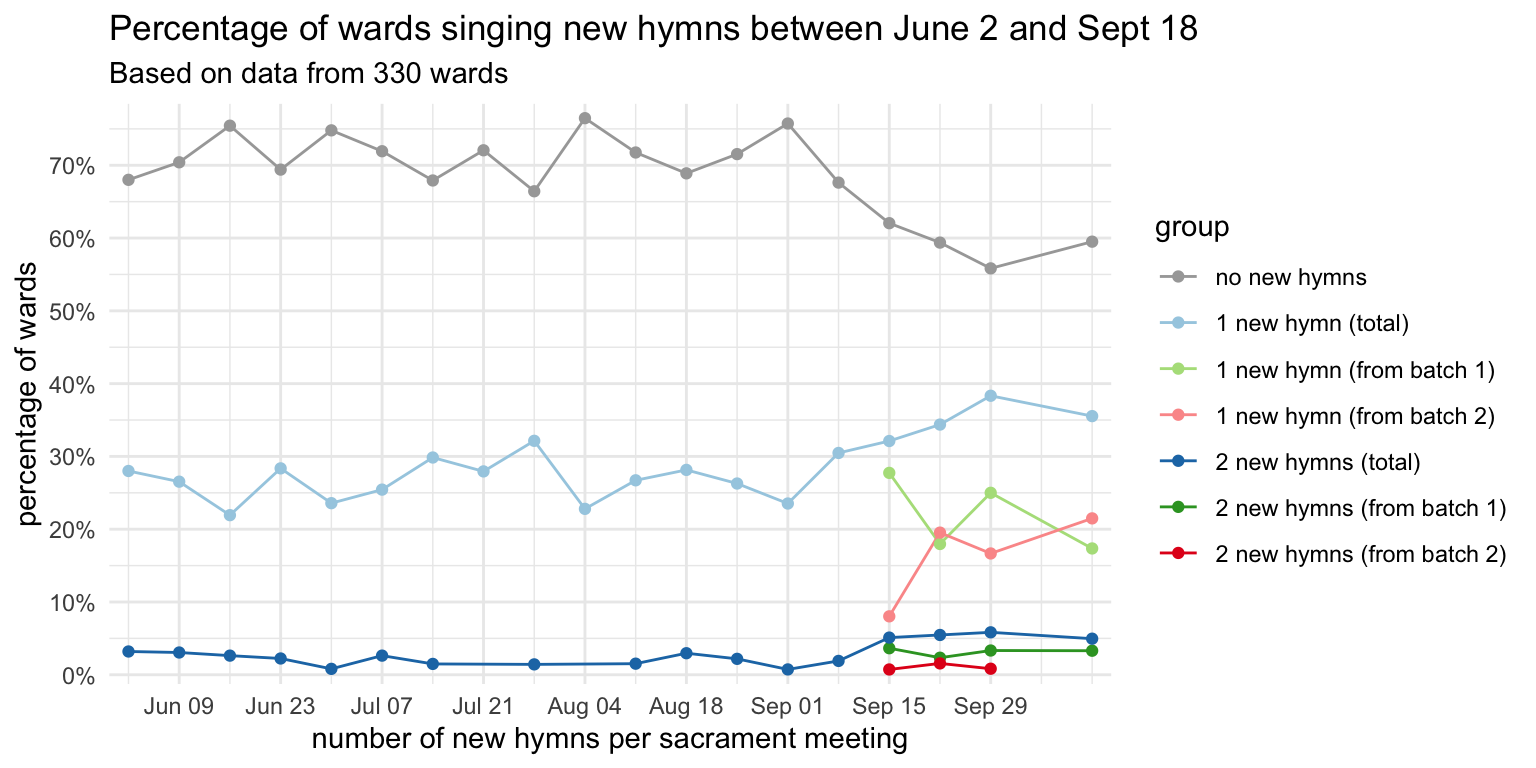 Percentage of wards singing new hymns between June 2 and Sept 18
Based on data from 330 wards
percentage of wards
70%
60%
50%
40%
30%
20%
10%
0%
Jun 09
Jun 23
Jul 07
Jul 21
Aug 04
Aug 18
Sep 01
Sep 15
Sep 29
number of new hymns per sacrament meeting
group
no new hymns
1 new hymn (total)
1 new hymn (from batch 1)
1 new hymn (from batch 2)
2 new hymns (total)
2 new hymns (from batch 1)
2 new hymns (from batch 2)